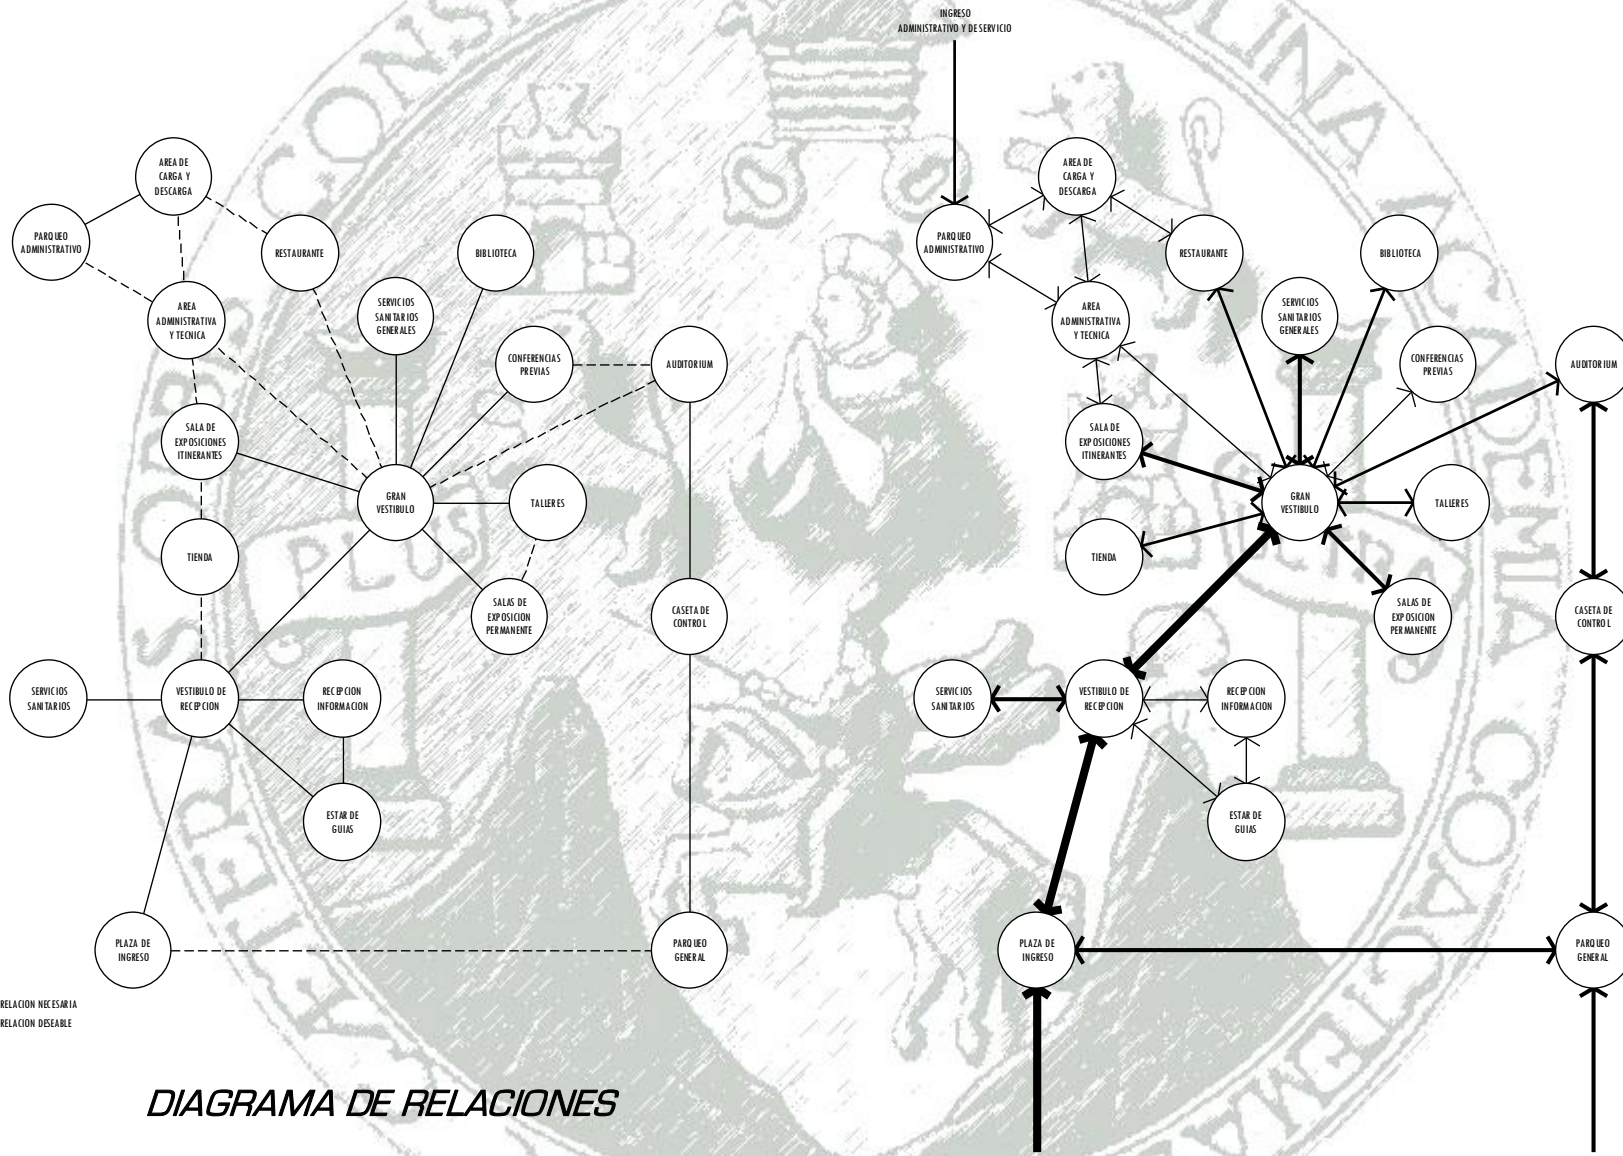 INGRESO
ADMINISTRATIVO Y DE SERVICIO
AREA DE
CARGA Y
DESCARGA
PARQUEO
ADMINISTRATIVO
RESTAURANTE
BIBLIOTECA
AREA
ADMINISTRATIVA
Y TECNICA
SERVICIOS
SANITARIOS
GENERALES
CONFERENCIAS
PREVIAS
AUDITORIUM
SALA DE
EXPOSICIONES
ITINERANTES
GRAN
VESTIBULO
TALLERES
TIENDA
SALAS DE
EXPOSICION
PERMANENTE
CASETA DE
CONTROL
SERVICIOS
SANITARIOS
VESTIBULO DE
RECEPCION
RECEPCION
INFORMACION
ESTAR DE
GUIAS
PLAZA DE
INGRESO
PARQUEO
GENERAL
RELACION NECESARIA
RELACION DESEABLE
DIAGRAMA DE RELACIONES
AREA DE
CARGA Y
DESCARGA
PARQUEO
ADMINISTRATIVO
RESTAURANTE
BIBLIOTECA
AREA
ADMINISTRATIVA
Y TECNICA
SERVICIOS
SANITARIOS
GENERALES
CONFERENCIAS
PREVIAS
AUDITORIUM
SALA DE
EXPOSICIONES
ITINERANTES
GRAN
VESTIBULO
TALLERES
TIENDA
SALAS DE
EXPOSICION
PERMANENTE
CASETA DE
CONTROL
SERVICIOS
SANITARIOS
VESTIBULO DE
RECEPCION
RECEPCION
INFORMACION
ESTAR DE
GUIAS
PLAZA DE
INGRESO
PARQUEO
GENERAL
PLUS